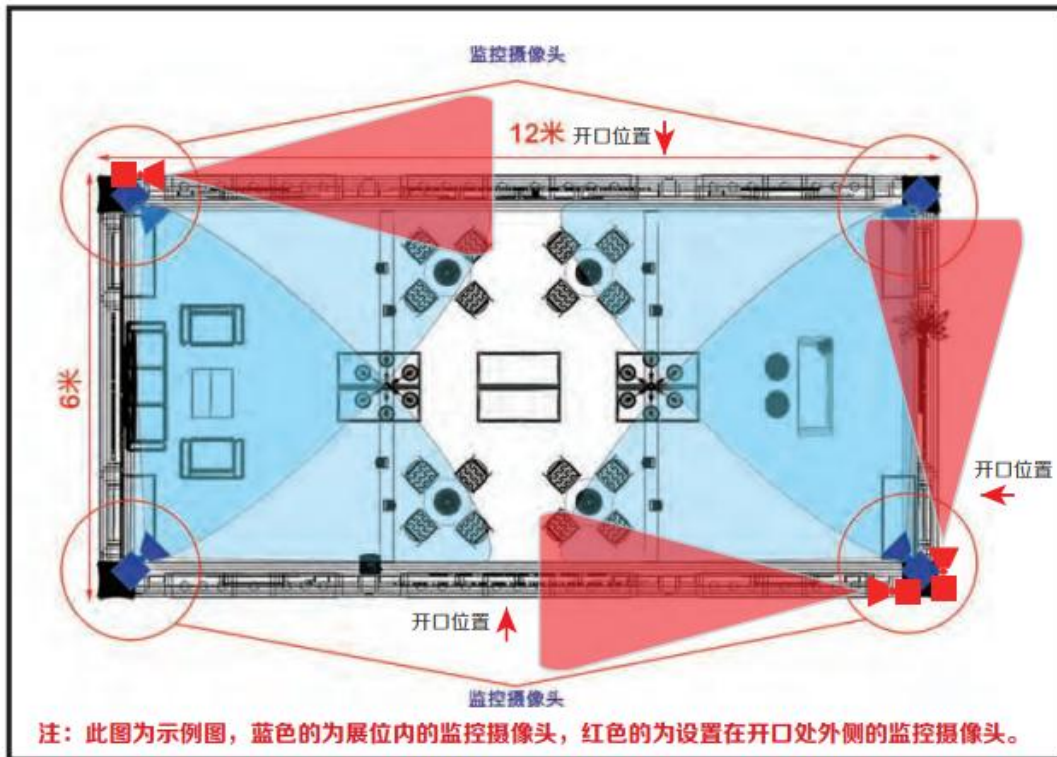 监控摄像头
12米 开口位置
6米
开口位置
开口位置
监控摄像头
注：此图为示例图，蓝色的为展位内的监控摄像头，红色的为设置在开口处外侧的监控摄像头。